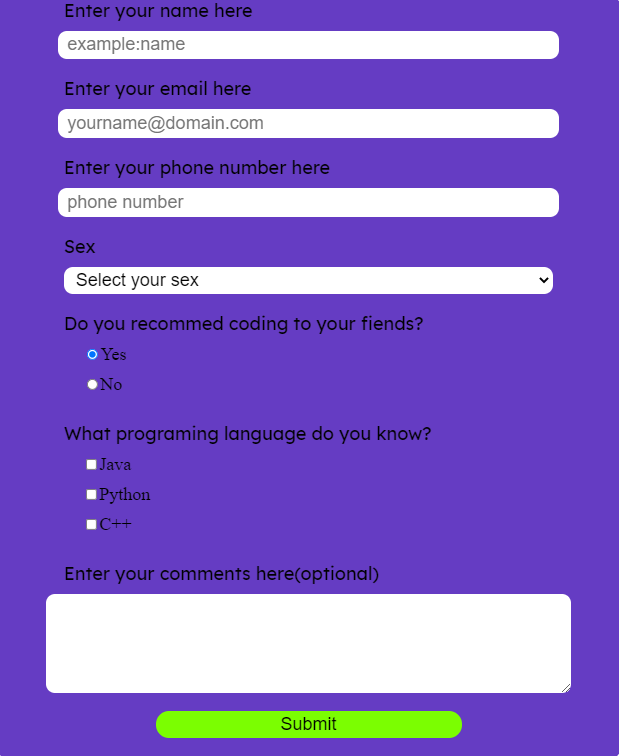 Enter your name here
example:name
Enter your email here
yourname@domain.com
Enter your phone number here
phone number
Sex
Select your sex
Do you recommed coding to your fiends?
Yes
No
What programing language do you know?
Java
Python
C++
Enter your comments here(optional)
Submit